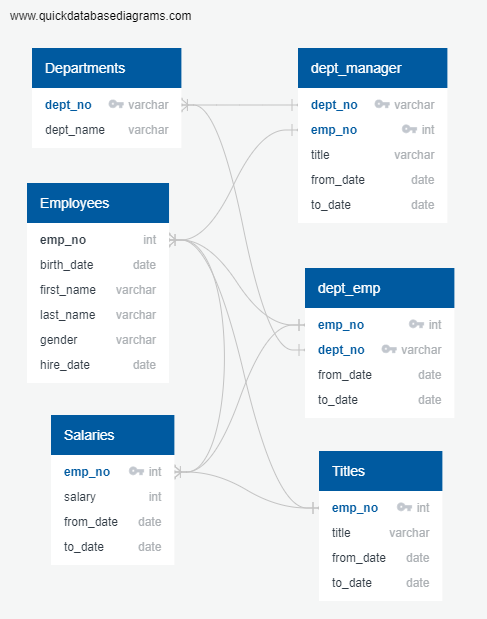 www.quickdatabasediagrams.com
Departments
dept_no varchar
dept_name varchar
dept_manager
dept_no varchar
emp_no int
title varchar
from_date date
to_date date
Employees
emp_no int
birth_date date
first_name varchar
last_name varchar
gender varchar
hire_date date
dept_emp
emp_no int
dept_no varchar
from_date date
to_date date
Salaries
emp_no int
salary int
from_date date
to_date date
Titles
emp_no int
title varchar
from_date date
to_date date